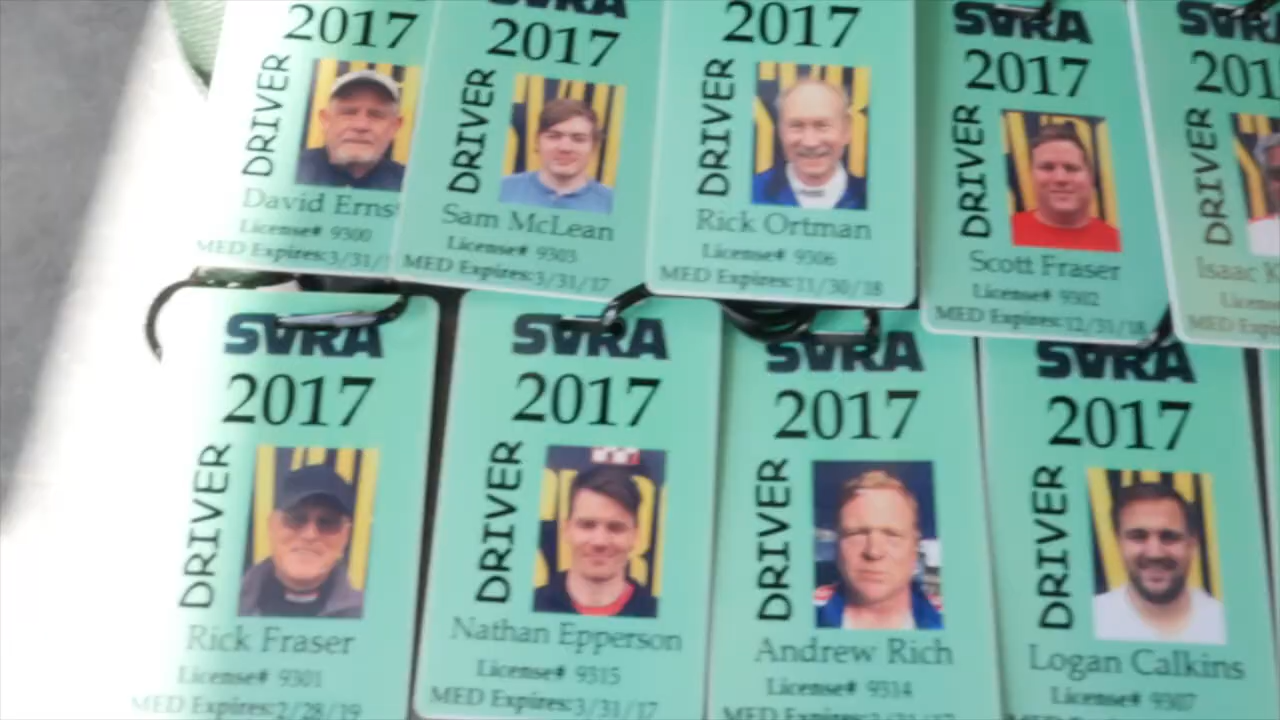 2017
DRIVER
David Erns
License# 9300
MED Expires:3/31/
SVRA
2017
DRIVER
Sam McLean
License# 9303
MED Expires:3/31/17
2017
DRIVER
Rick Ortman
License# 9306
MED Expires:11/30/18
SVRA
2017
DRIVER
Scott Fraser
License# 9302
MED Expires:12/31/18
SVRA
201
DRIVER
Isaac
SVRA
2017
DRIVER
Rick Fraser
License# 9301
MED Expires:2/28/19
SVRA
2017
DRIVER
Nathan Epperson
License# 9315
MED Expires:3/31/17
SVRA
2017
DRIVER
Andrew Rich
License# 9314
MED Expires:
SVRA
2017
DRIVER
Logan Calkins
License# 9307